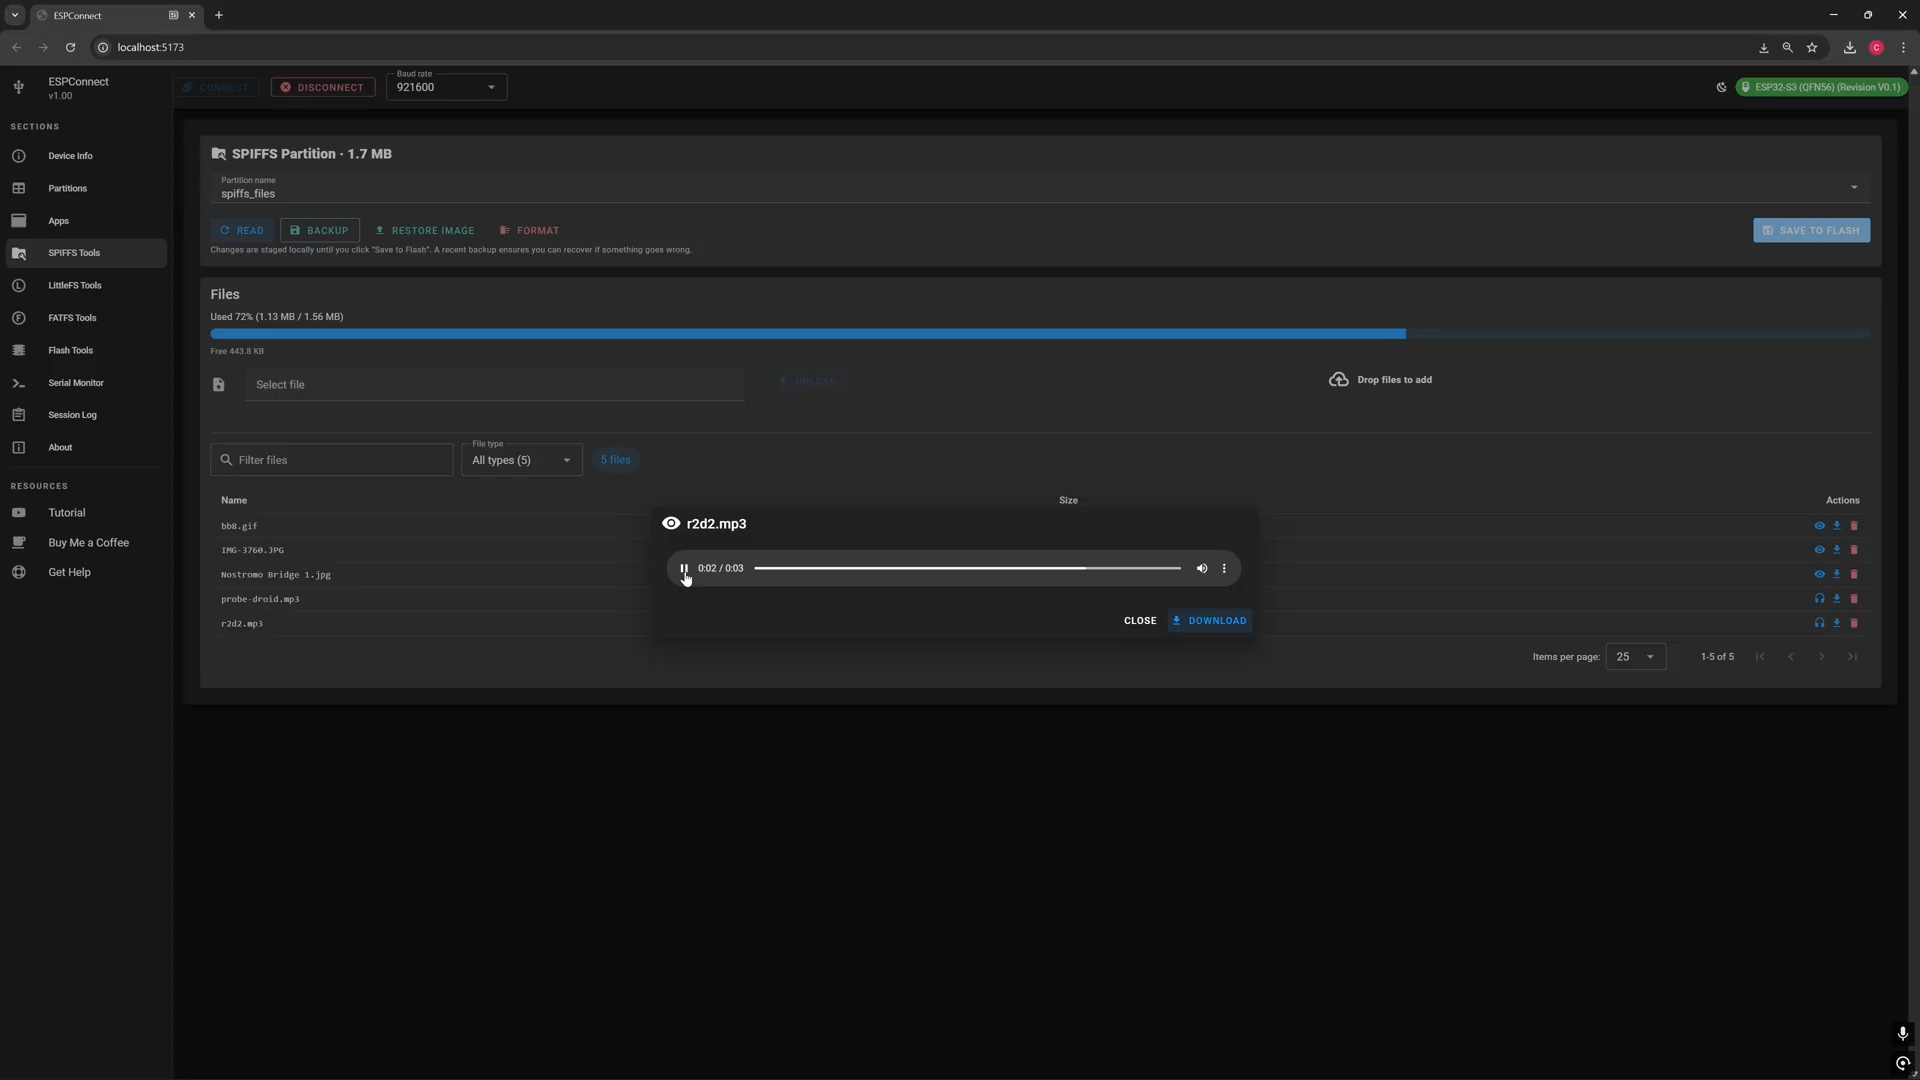 ESPConnect
localhost:5173
ESPConnect
v1.00
CONNECT
DISCONNECT
Baud rate
921600
ESP32-S3 (QFN56) (Revision V0.1)
SECTIONS
Device Info
Partitions
Apps
SPIFFS Tools
LittleFS Tools
FATFS Tools
Flash Tools
Serial Monitor
Session Log
About
RESOURCES
Tutorial
Buy Me a Coffee
Get Help
SPIFFS Partition · 1.7 MB
Partition name
spiffs_files
READ
BACKUP
RESTORE IMAGE
FORMAT
SAVE TO FLASH
Changes are staged locally until you click "Save to Flash". A recent backup ensures you can recover if something goes wrong.
Files
Used 72% (1.13 MB / 1.56 MB)
Free 443.8 KB
Select file
UPLOAD
Drop files to add
Filter files
File type
All types (5)
5 files
Name
Size
Actions
bb8.gif
IMG-3760.JPG
Nostromo Bridge 1.jpg
probe-droid.mp3
r2d2.mp3
r2d2.mp3
0:02 / 0:03
CLOSE
DOWNLOAD
Items per page:
25
1-5 of 5
C